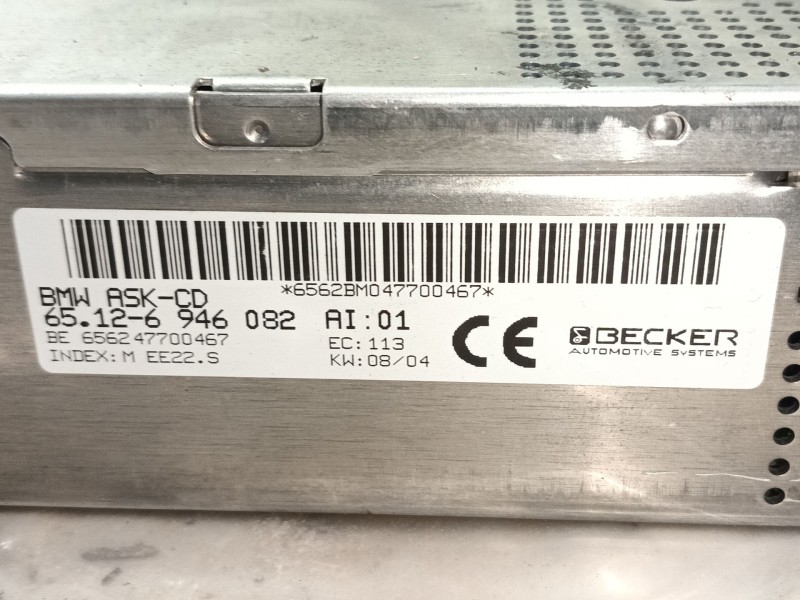 *6562BM047700467*
BMW ASK-CD
65.12-6 946 082 AI:01
BE 656247700467 EC:113
INDEX:M EE22.S KW:08/04
CE
BECKER
AUTOMOTIVE SYSTEMS